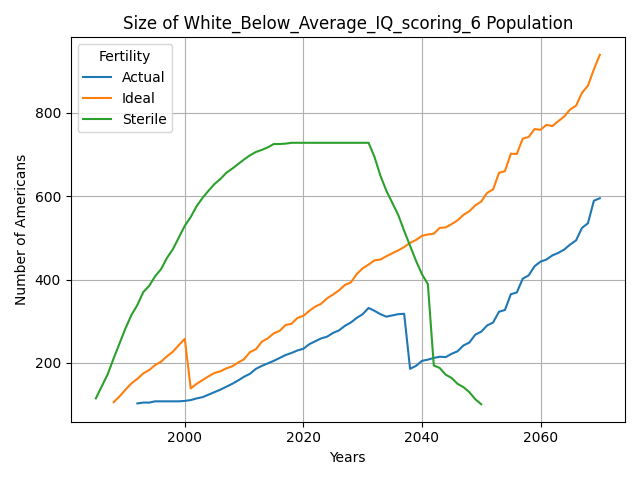 Size of White_Below_Average_IQ_scoring_6 Population
Fertility
Actual
Ideal
Sterile
Number of Americans
800
600
400
200
2000
2020
2040
2060
Years